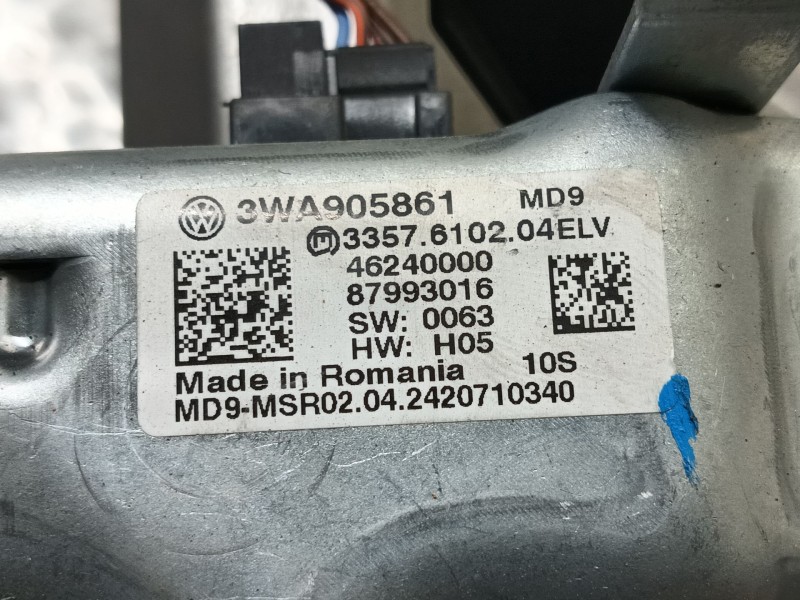 3WA905861 MD9
3357.6102.04ELV
46240000
87993016
SW: 0063
HW: H05
Made in Romania 10S
MD9-MSR02.04.2420710340